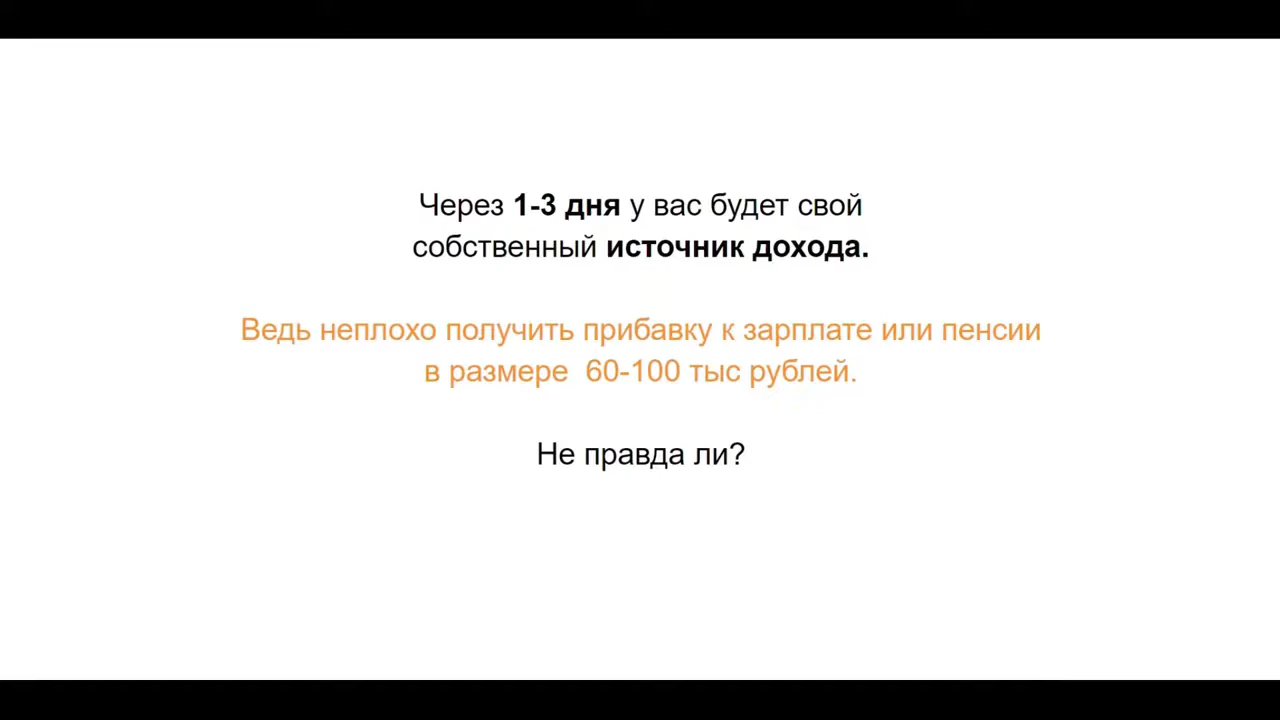 Через 1-3 дня у вас будет свой
собственный источник дохода.
Ведь неплохо получить прибавку к зарплате или пенсии
в размере  60-100 тыс рублей.
Не правда ли?